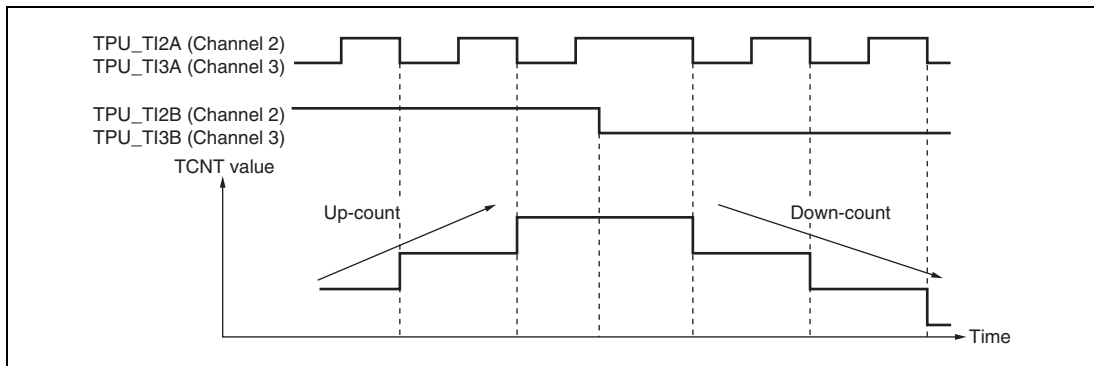 TPU_TI2A (Channel 2)
TPU_TI3A (Channel 3)
TPU_TI2B (Channel 2)
TPU_TI3B (Channel 3)
TCNT value
Up-count
Down-count
Time